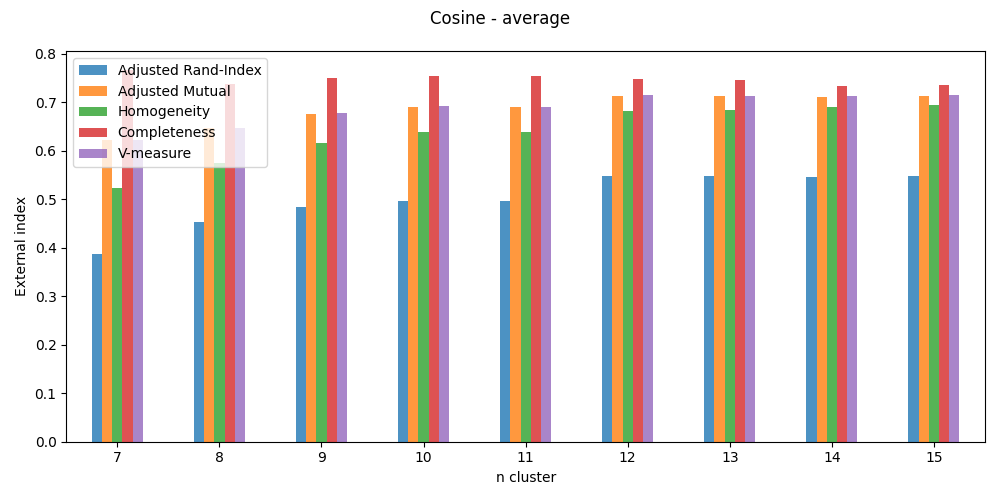 Cosine - average
Adjusted Rand-Index
Adjusted Mutual
Homogeneity
Completeness
V-measure
External index
0.8
0.7
0.6
0.5
0.4
0.3
0.2
0.1
0.0
7 8 9 10 11 12 13 14 15
n cluster